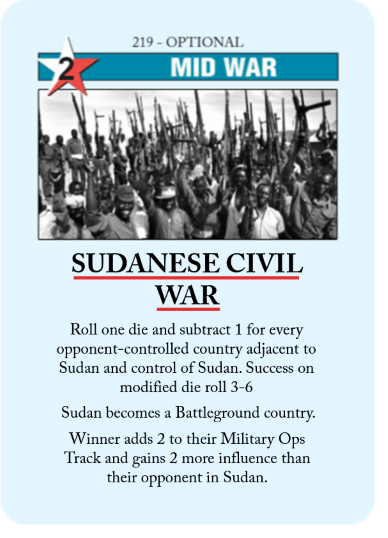 219 - OPTIONAL
2
MID WAR
SUDANESE CIVIL
WAR
Roll one die and subtract 1 for every
opponent-controlled country adjacent to
Sudan and control of Sudan. Success on
modified die roll 3-6
Sudan becomes a Battleground country.
Winner adds 2 to their Military Ops
Track and gains 2 more influence than
their opponent in Sudan.